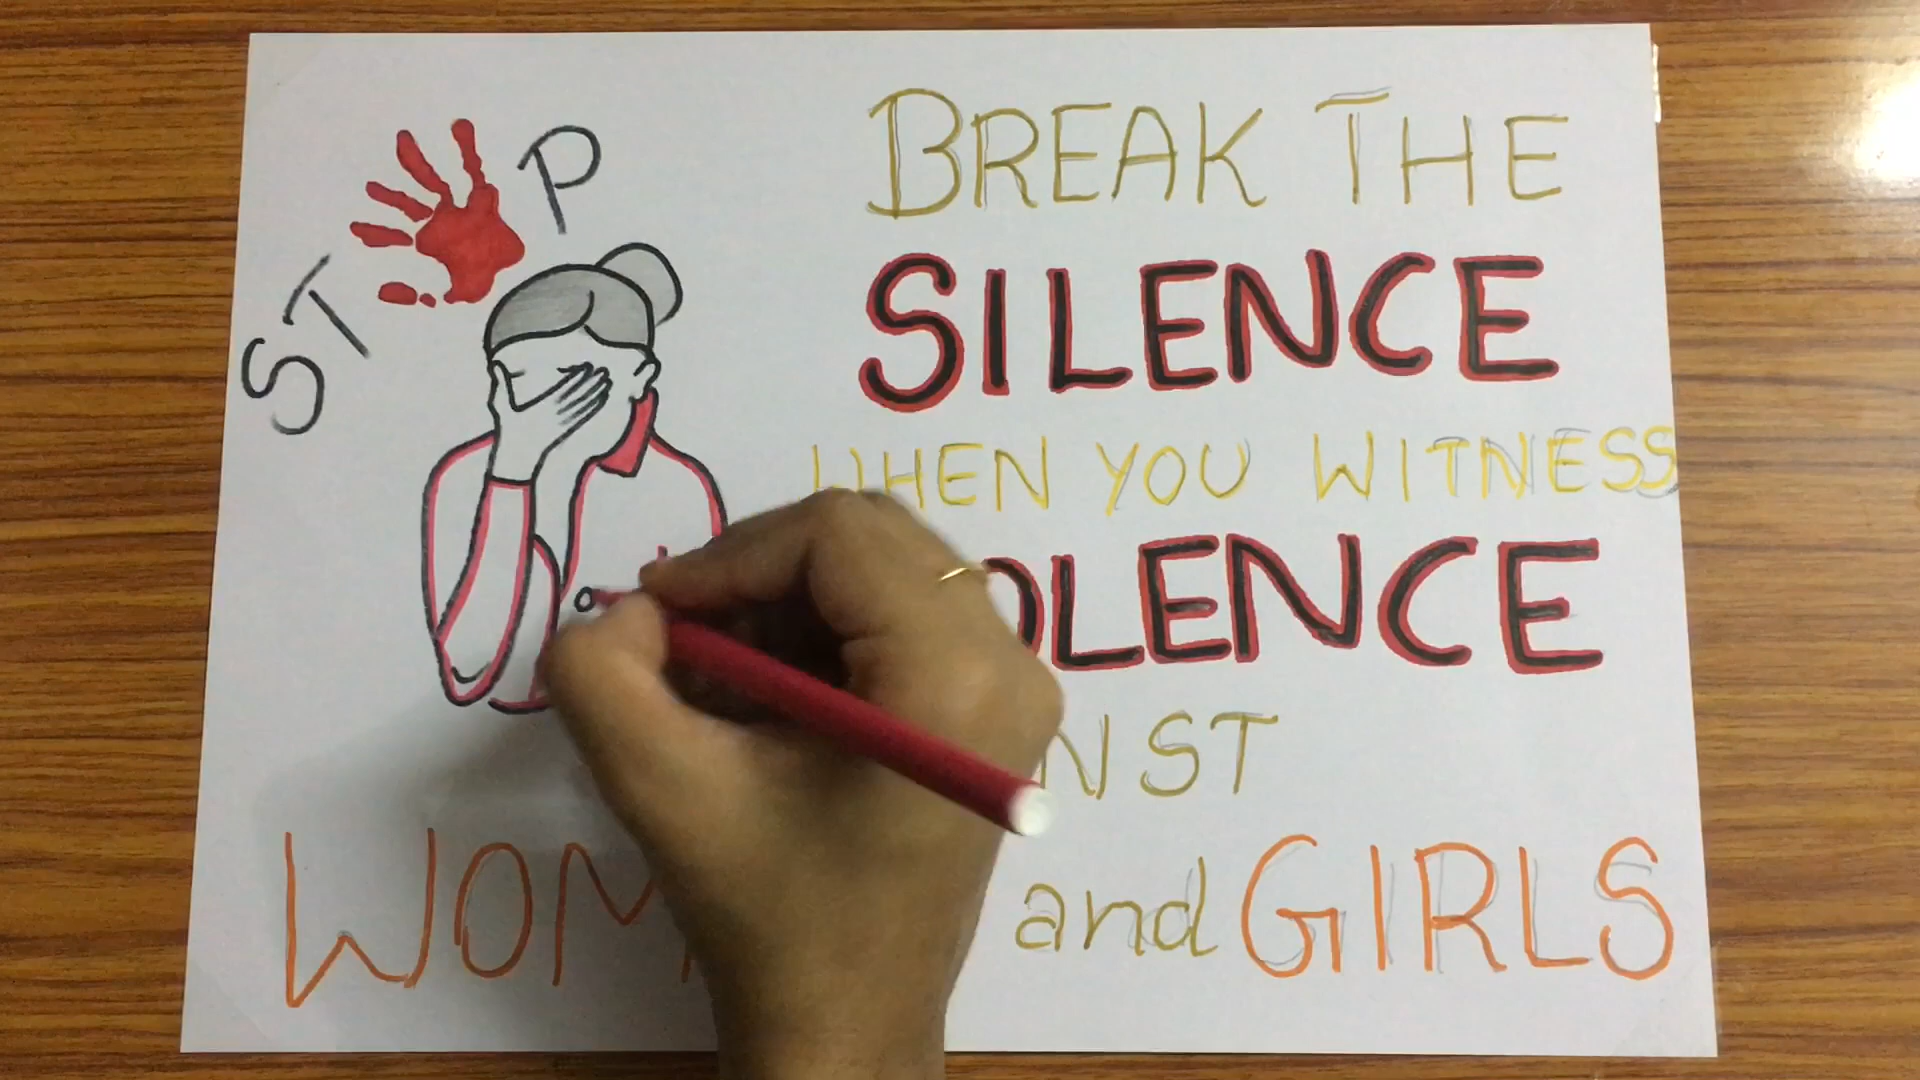 ST P
BREAK THE
SILENCE
WHEN YOU WITNESS
OLENCE
NST
WOM and GIRLS